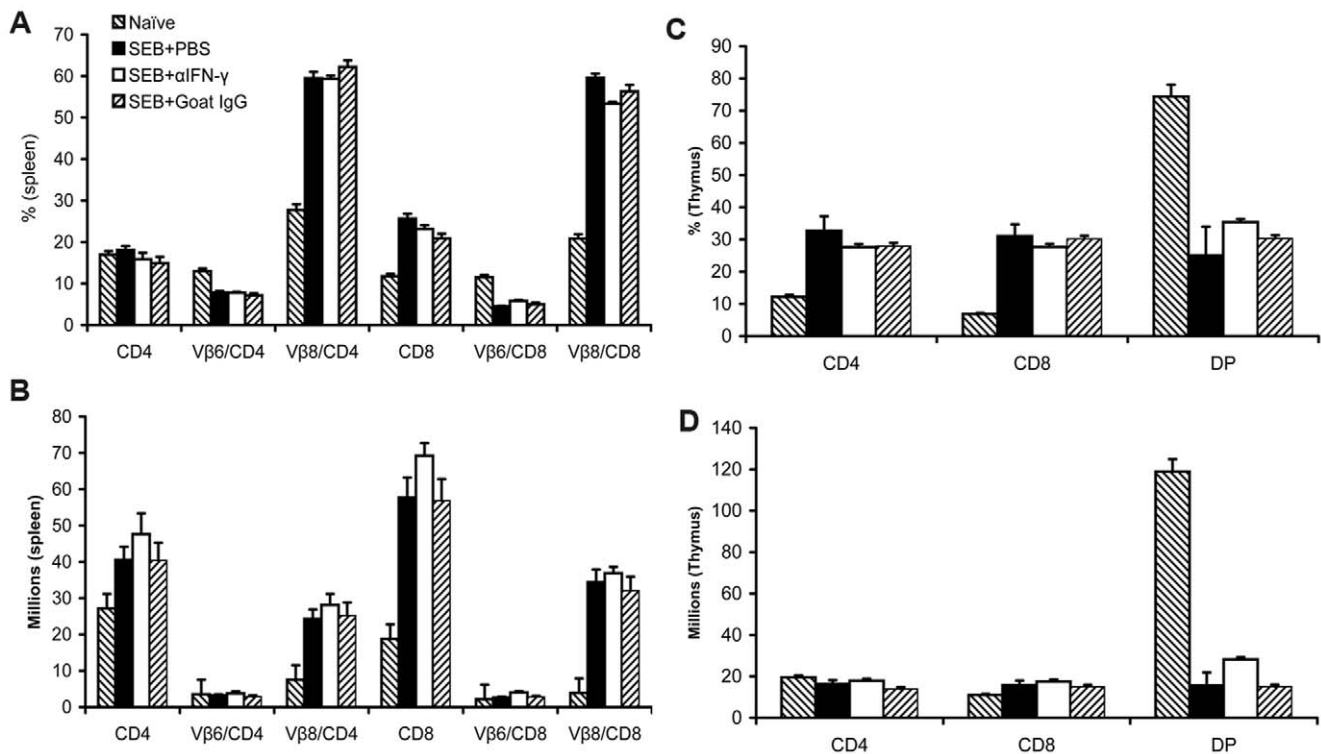 A
Naïve
SEB+PBS
SEB+αIFN-γ
SEB+Goat IgG
% (spleen)
70
60
50
40
30
20
10
0
CD4 Vβ6/CD4 Vβ8/CD4 CD8 Vβ6/CD8 Vβ8/CD8
B
Millions (spleen)
80
70
60
50
40
30
20
10
0
CD4 Vβ6/CD4 Vβ8/CD4 CD8 Vβ6/CD8 Vβ8/CD8
C
% (Thymus)
90
80
70
60
50
40
30
20
10
0
CD4 CD8 DP
D
Millions (Thymus)
140
120
100
80
60
40
20
0
CD4 CD8 DP